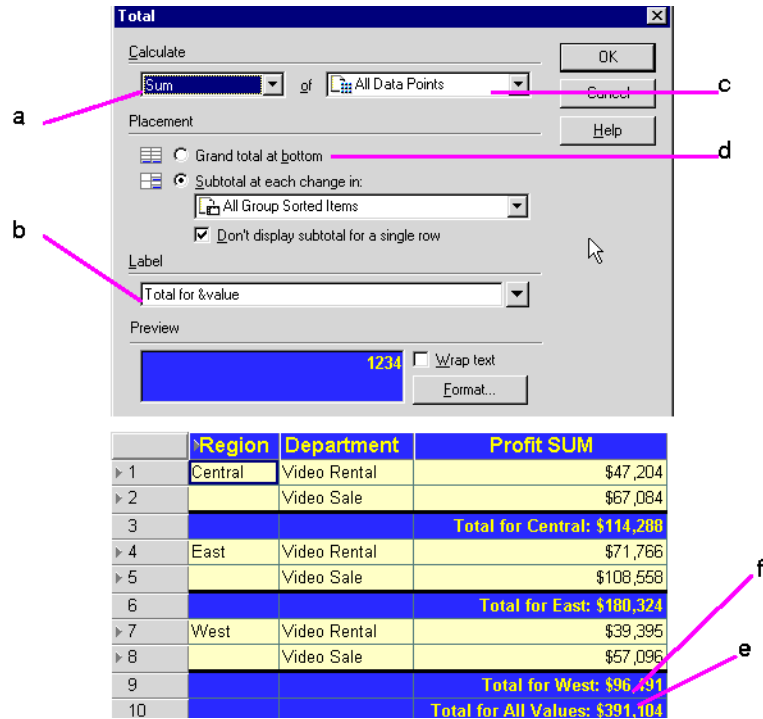 Total
Calculate
OK
Sum of All Data Points
Cancel
c
a
Placement
Help
Grand total at bottom
d
Subtotal at each change in:
All Group Sorted Items
b
Don't display subtotal for a single row
Label
Total for &value
Preview
1234
Wrap text
Format...
Region Department Profit SUM
1 Central Video Rental $47,204
2 Video Sale $67,084
3 Total for Central: $114,288
4 East Video Rental $71,766
5 Video Sale $108,558
f
6 Total for East: $180,324
7 West Video Rental $39,395
8 Video Sale $57,096
e
9 Total for West: $96,491
10 Total for All Values: $391,104